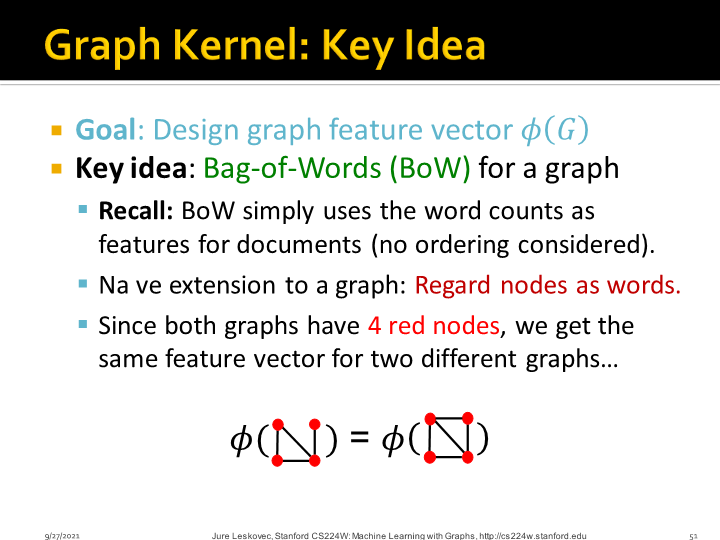 Graph Kernel: Key Idea
Goal: Design graph feature vector 𝜙(𝐺)
Key idea: Bag-of-Words (BoW) for a graph
Recall: BoW simply uses the word counts as
features for documents (no ordering considered).
Na ve extension to a graph: Regard nodes as words.
Since both graphs have 4 red nodes, we get the
same feature vector for two different graphs…
𝜙( ) = 𝜙( )
9/27/2021
Jure Leskovec, Stanford CS224W: Machine Learning with Graphs, http://cs224w.stanford.edu
51